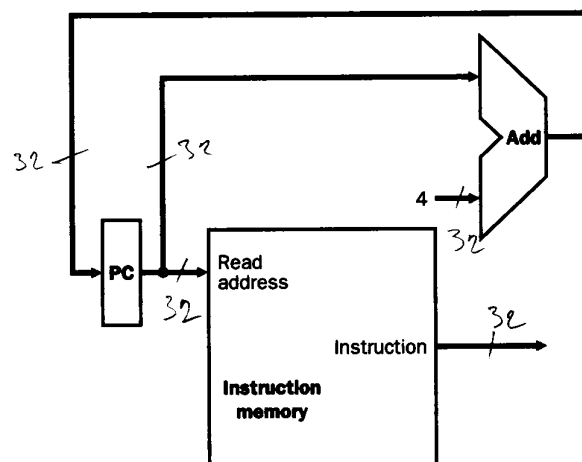 Add
32
32
4
32
PC
Read
address
32
32
Instruction
Instruction
memory